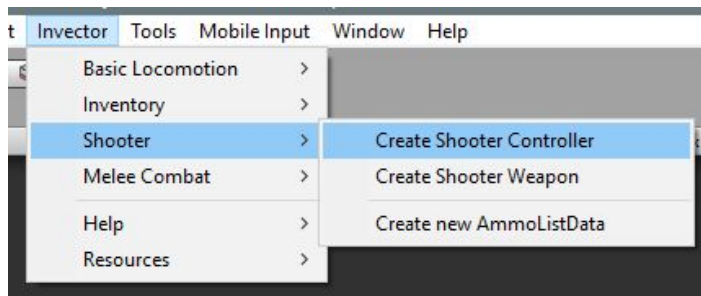 t Invector Tools Mobile Input Window Help
Basic Locomotion >
Inventory >
Shooter >
Create Shooter Controller
Melee Combat >
Create Shooter Weapon
Help >
Create new AmmoListData
Resources >